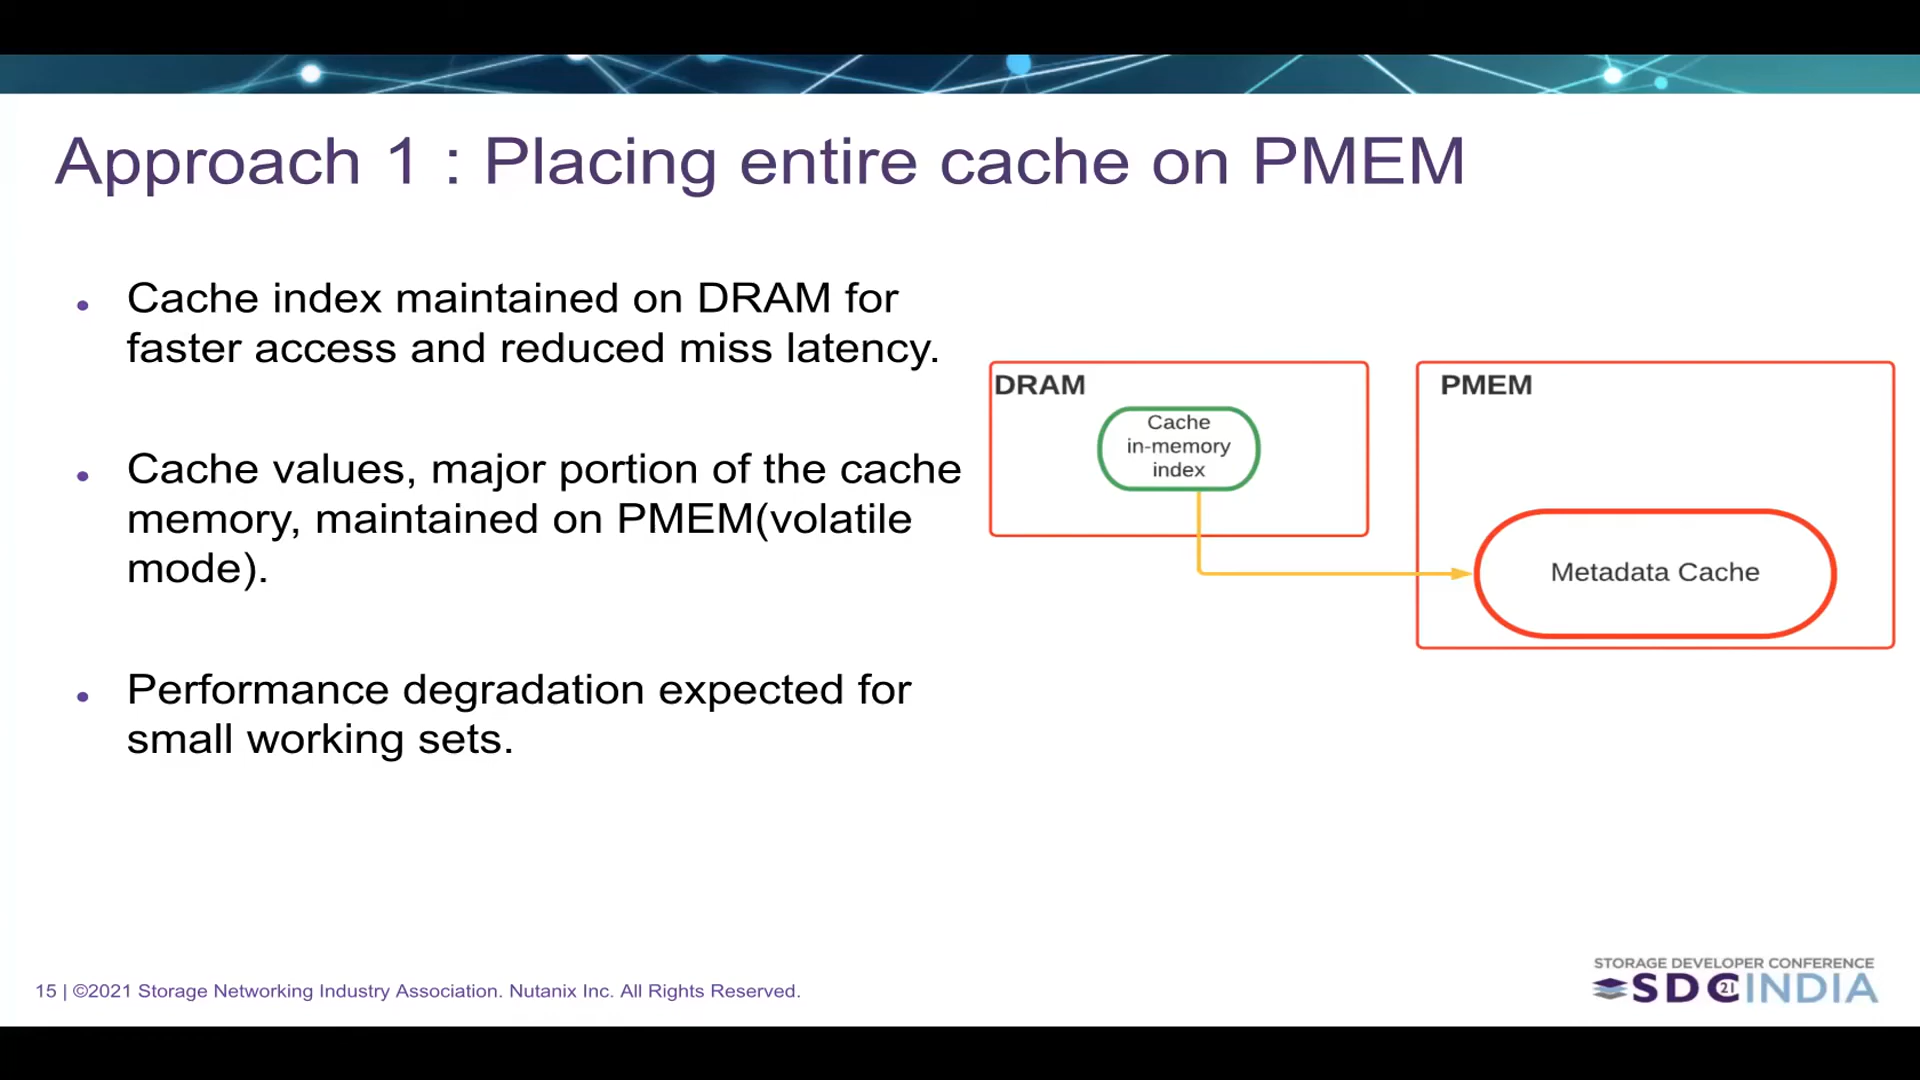 Approach 1 : Placing entire cache on PMEM
Cache index maintained on DRAM for
faster access and reduced miss latency.
Cache values, major portion of the cache
memory, maintained on PMEM(volatile
mode).
Performance degradation expected for
small working sets.
DRAM
Cache
in-memory
index
PMEM
Metadata Cache
15 | ©2021 Storage Networking Industry Association. Nutanix Inc. All Rights Reserved.
STORAGE DEVELOPER CONFERENCE
SDC21INDIA